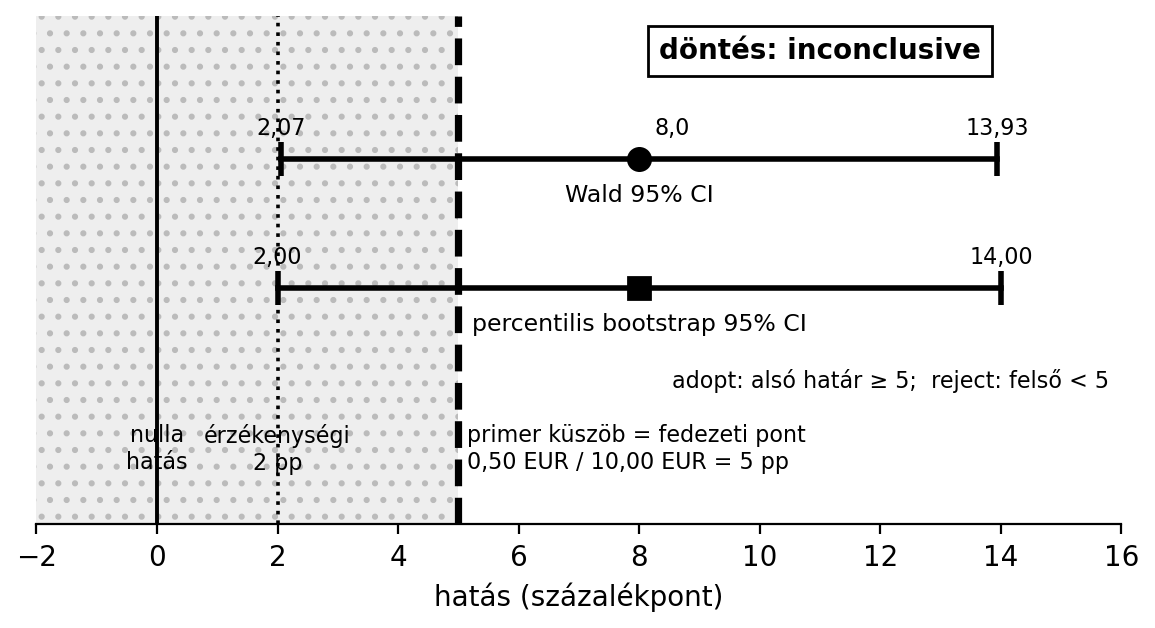 döntés: inconclusive
2,07
8,0
13,93
Wald 95% CI
2,00
14,00
percentilis bootstrap 95% CI
adopt: alsó határ ≥ 5;  reject: felső < 5
nulla
hatás
érzékenységi
2 pp
primer küszöb = fedezeti pont
0,50 EUR / 10,00 EUR = 5 pp
−2 0 2 4 6 8 10 12 14 16
hatás (százalékpont)